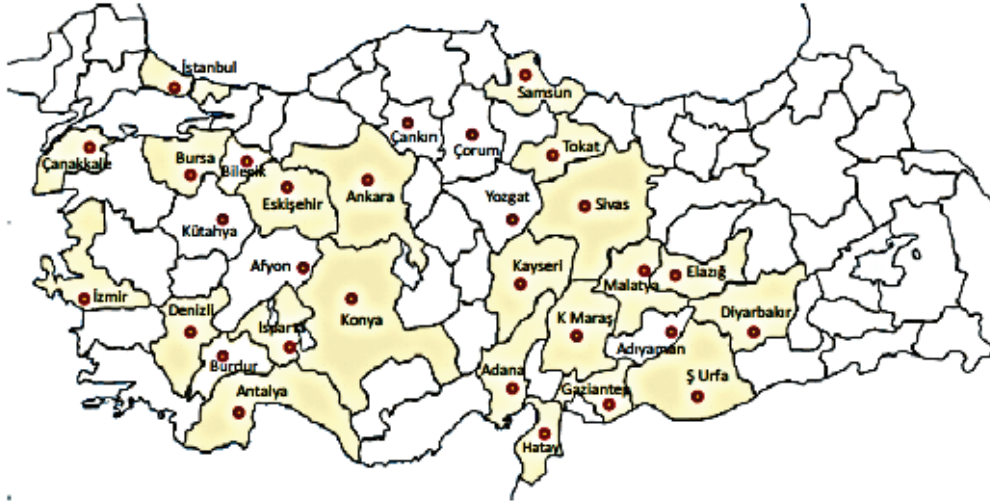 İstanbul
Samsun
Çankırı
Çorum
Tokat
Çanakkale
Bursa
Bilecik
Eskişehir
Ankara
Yozgat
Sivas
Kütahya
Afyon
Kayseri
Elazığ
Malatya
İzmir
Denizli
Isparta
Konya
K Maraş
Diyarbakır
Adıyaman
Burdur
Adana
Ş Urfa
Antalya
Gaziantep
Hatay